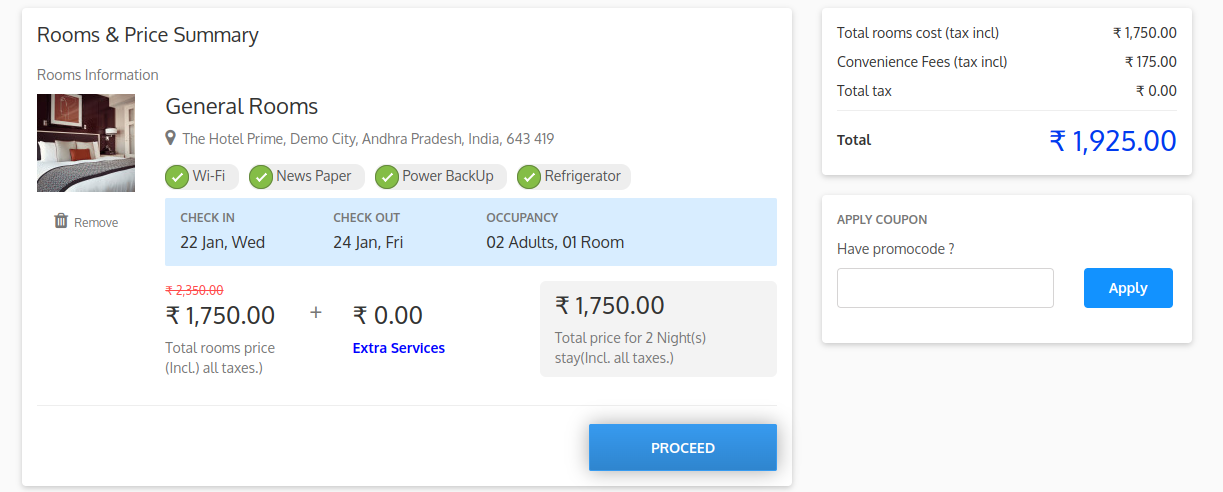 Rooms & Price Summary
Rooms Information
General Rooms
The Hotel Prime, Demo City, Andhra Pradesh, India, 643 419
Wi-Fi News Paper Power BackUp Refrigerator
Remove
CHECK IN CHECK OUT OCCUPANCY
22 Jan, Wed 24 Jan, Fri 02 Adults, 01 Room
₹ 2,350.00
₹ 1,750.00 + ₹ 0.00
Total rooms price
(Incl.) all taxes.)
Extra Services
₹ 1,750.00
Total price for 2 Night(s)
stay(Incl. all taxes.)
PROCEED
Total rooms cost (tax incl) ₹ 1,750.00
Convenience Fees (tax incl) ₹ 175.00
Total tax ₹ 0.00
Total ₹ 1,925.00
APPLY COUPON
Have promocode ?
Apply